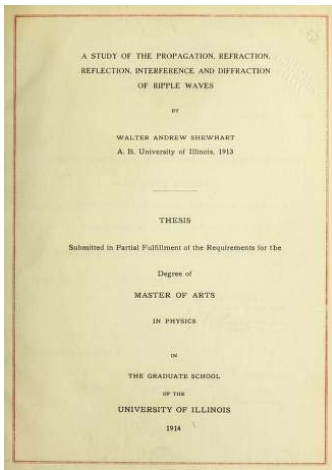 A STUDY OF THE PROPAGATION, REFRACTION,
REFLECTION, INTERFERENCE AND DIFFRACTION
OF RIPPLE WAVES
BY
WALTER ANDREW SHEWHART
A. B. University of Illinois, 1913
THESIS
Submitted in Partial Fulfillment of the Requirements for the
Degree of
MASTER OF ARTS
IN PHYSICS
IN
THE GRADUATE SCHOOL
OF THE
UNIVERSITY OF ILLINOIS
1914